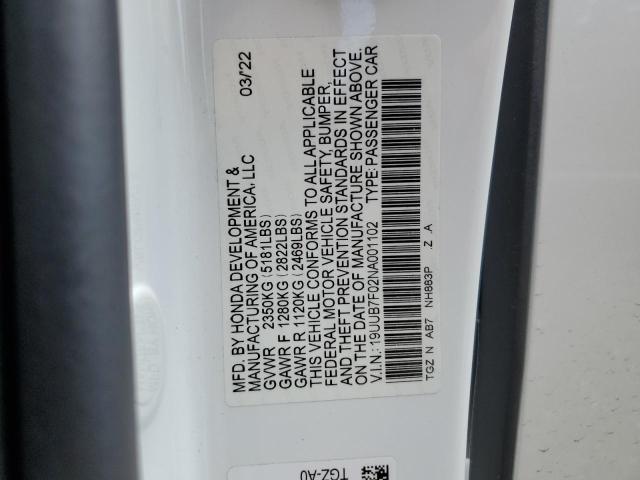 MFD. BY HONDA DEVELOPMENT & 03/'22
MANUFACTURING OF AMERICA, LLC
GVWR 2350KG (5181LBS)
GAWR F 1280KG (2822LBS)
GAWR R 1120KG (2469LBS)
THIS VEHICLE CONFORMS TO ALL APPLICABLE
FEDERAL MOTOR VEHICLE SAFETY, BUMPER,
AND THEFT PREVENTION STANDARDS IN EFFECT
ON THE DATE OF MANUFACTURE SHOWN ABOVE.
V.I.N.: 19UUB7F02NA001102 TYPE: PASSENGER CAR
TGZ N AB7 NH883P Z A
TGZ-A0